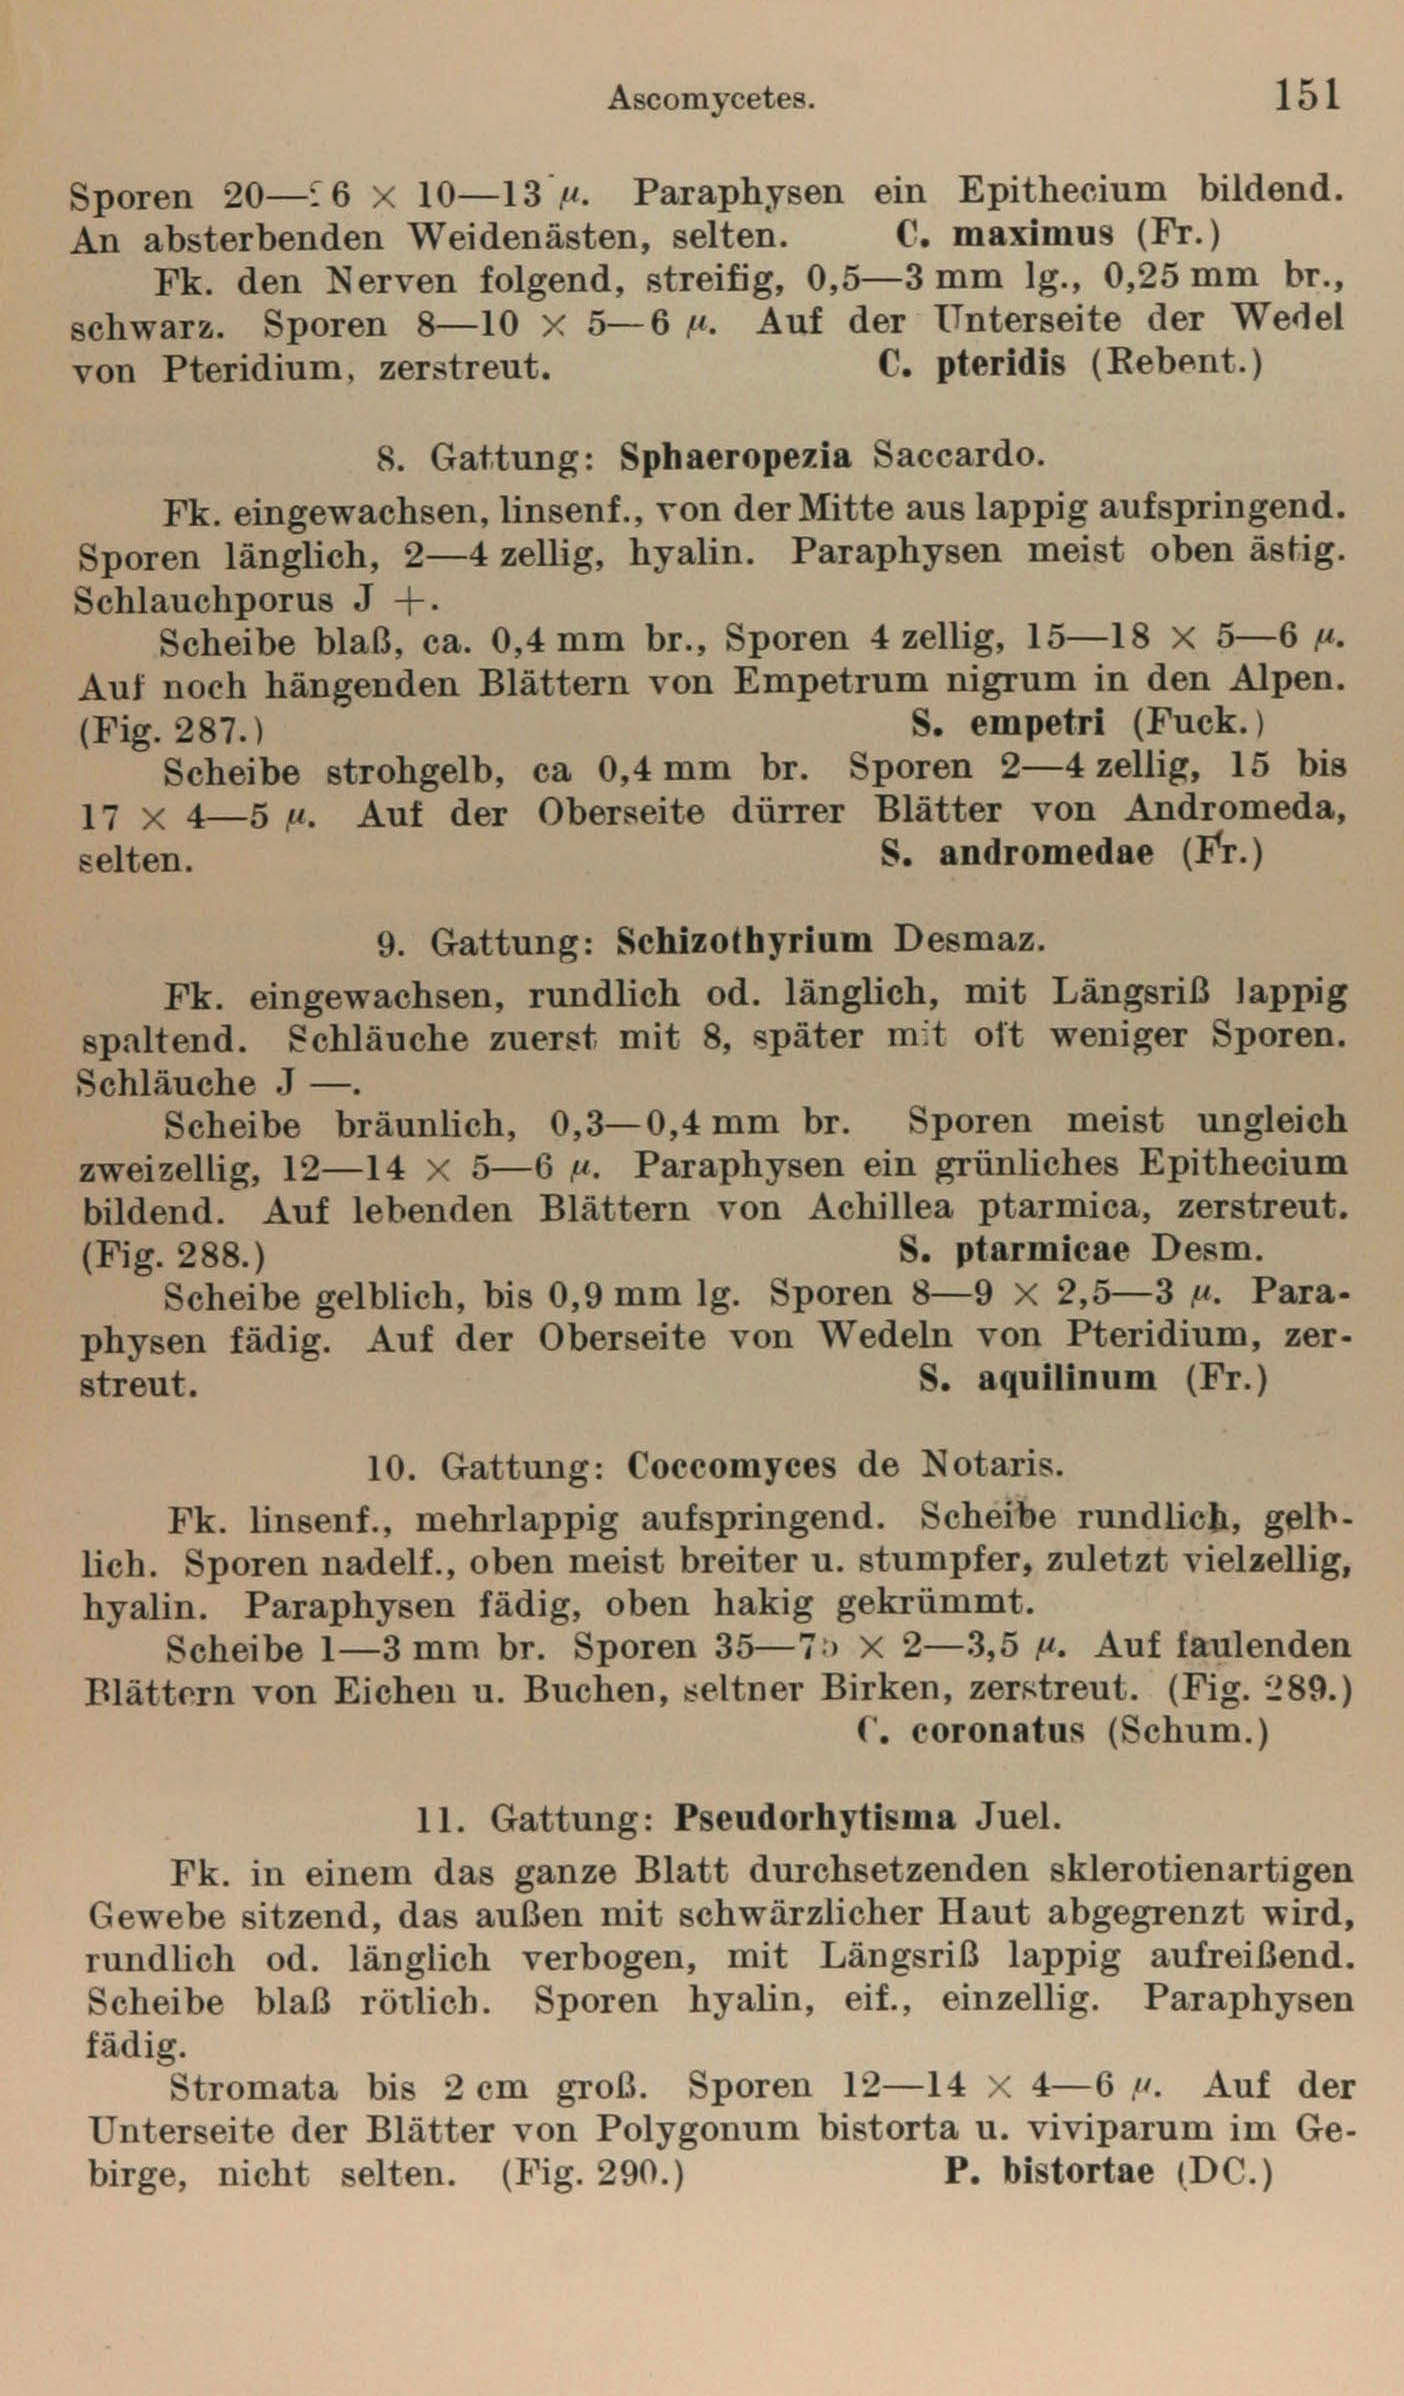 Ascomycetes. 151
Sporen 20—26 × 10—13 µ. Paraphysen ein Epithecium bildend.
An absterbenden Weidenästen, selten. C. maximus (Fr.)
Fk. den Nerven folgend, streifig, 0,5—3 mm lg., 0,25 mm br.,
schwarz. Sporen 8—10 × 5—6 µ. Auf der Unterseite der Wedel
von Pteridium, zerstreut. C. pteridis (Rebent.)
8. Gattung: Sphaeropezia Saccardo.
Fk. eingewachsen, linsenf., von der Mitte aus lappig aufspringend.
Sporen länglich, 2—4 zellig, hyalin. Paraphysen meist oben ästig.
Schlauchporus J +.
Scheibe blaß, ca. 0,4 mm br., Sporen 4 zellig, 15—18 × 5—6 µ.
Auf noch hängenden Blättern von Empetrum nigrum in den Alpen.
(Fig. 287.) S. empetri (Fuck.)
Scheibe strohgelb, ca 0,4 mm br. Sporen 2—4 zellig, 15 bis
17 × 4—5 µ. Auf der Oberseite dürrer Blätter von Andromeda,
selten. S. andromedae (Fr.)
9. Gattung: Schizothyrium Desmaz.
Fk. eingewachsen, rundlich od. länglich, mit Längsriß lappig
spaltend. Schläuche zuerst mit 8, später mit oft weniger Sporen.
Schläuche J —.
Scheibe bräunlich, 0,3—0,4 mm br. Sporen meist ungleich
zweizellig, 12—14 × 5—6 µ. Paraphysen ein grünliches Epithecium
bildend. Auf lebenden Blättern von Achillea ptarmica, zerstreut.
(Fig. 288.) S. ptarmicae Desm.
Scheibe gelblich, bis 0,9 mm lg. Sporen 8—9 × 2,5—3 µ. Para-
physen fädig. Auf der Oberseite von Wedeln von Pteridium, zer-
streut. S. aquilinum (Fr.)
10. Gattung: Coccomyces de Notaris.
Fk. linsenf., mehrlappig aufspringend. Scheibe rundlich, gelb-
lich. Sporen nadelf., oben meist breiter u. stumpfer, zuletzt vielzellig,
hyalin. Paraphysen fädig, oben hakig gekrümmt.
Scheibe 1—3 mm br. Sporen 35—75 × 2—3,5 µ. Auf faulenden
Blättern von Eichen u. Buchen, seltner Birken, zerstreut. (Fig. 289.)
C. coronatus (Schum.)
11. Gattung: Pseudorhytisma Juel.
Fk. in einem das ganze Blatt durchsetzenden sklerotienartigen
Gewebe sitzend, das außen mit schwärzlicher Haut abgegrenzt wird,
rundlich od. länglich verbogen, mit Längsriß lappig aufreißend.
Scheibe blaß rötlich. Sporen hyalin, eif., einzellig. Paraphysen
fädig.
Stromata bis 2 cm groß. Sporen 12—14 × 4—6 µ. Auf der
Unterseite der Blätter von Polygonum bistorta u. viviparum im Ge-
birge, nicht selten. (Fig. 290.) P. bistortae (DC.)